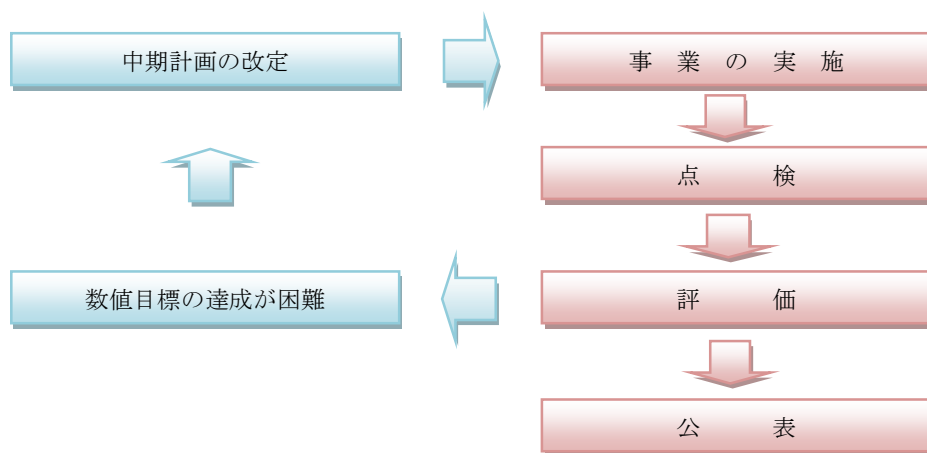 中期計画の改定
事業の実施
点検
数値目標の達成が困難
評価
公表